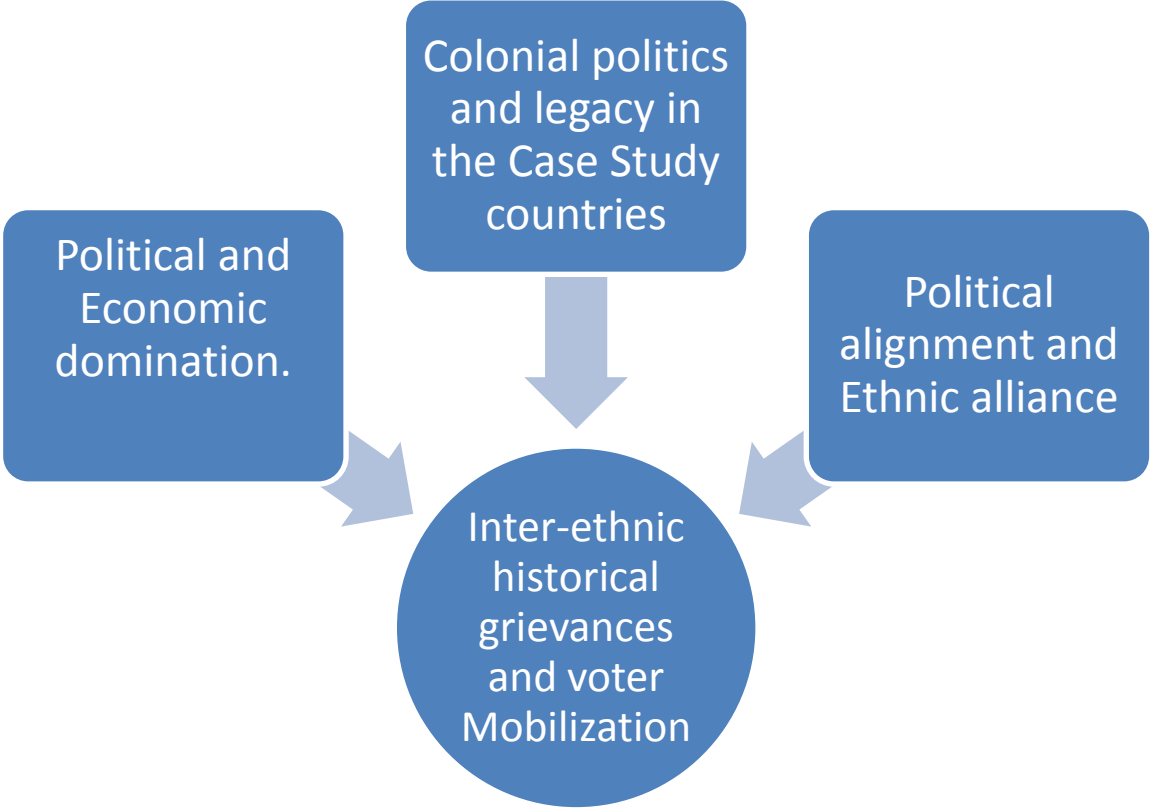 Colonial politics
and legacy in
the Case Study
countries
Political and
Economic
domination.
Political
alignment and
Ethnic alliance
Inter-ethnic
historical
grievances
and voter
Mobilization